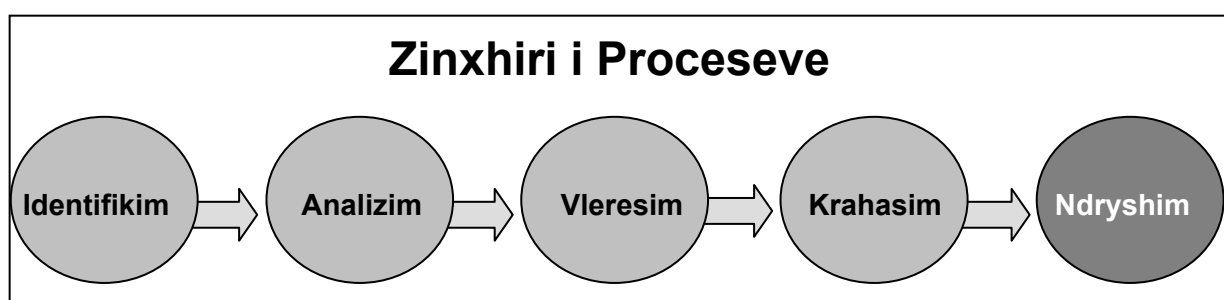 Zinxhiri i Proceseve
Identifikim
Analizim
Vleresim
Krahasim
Ndryshim